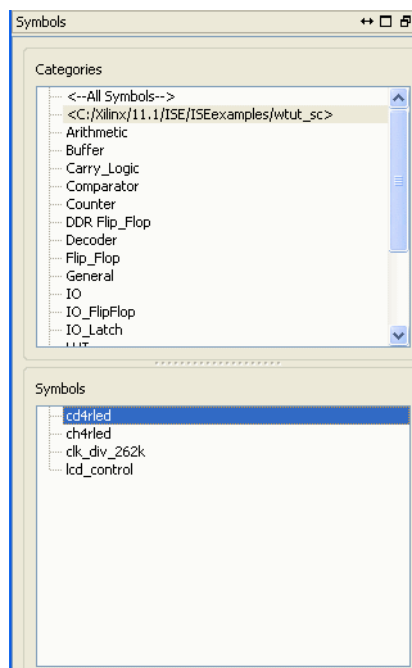 Symbols
Categories
<--All Symbols-->
<C:/Xilinx/11.1/ISE/ISEexamples/wtut_sc>
Arithmetic
Buffer
Carry_Logic
Comparator
Counter
DDR Flip_Flop
Decoder
Flip_Flop
General
IO
IO_FlipFlop
IO_Latch
LUT
Symbols
cd4rled
ch4rled
clk_div_262k
lcd_control